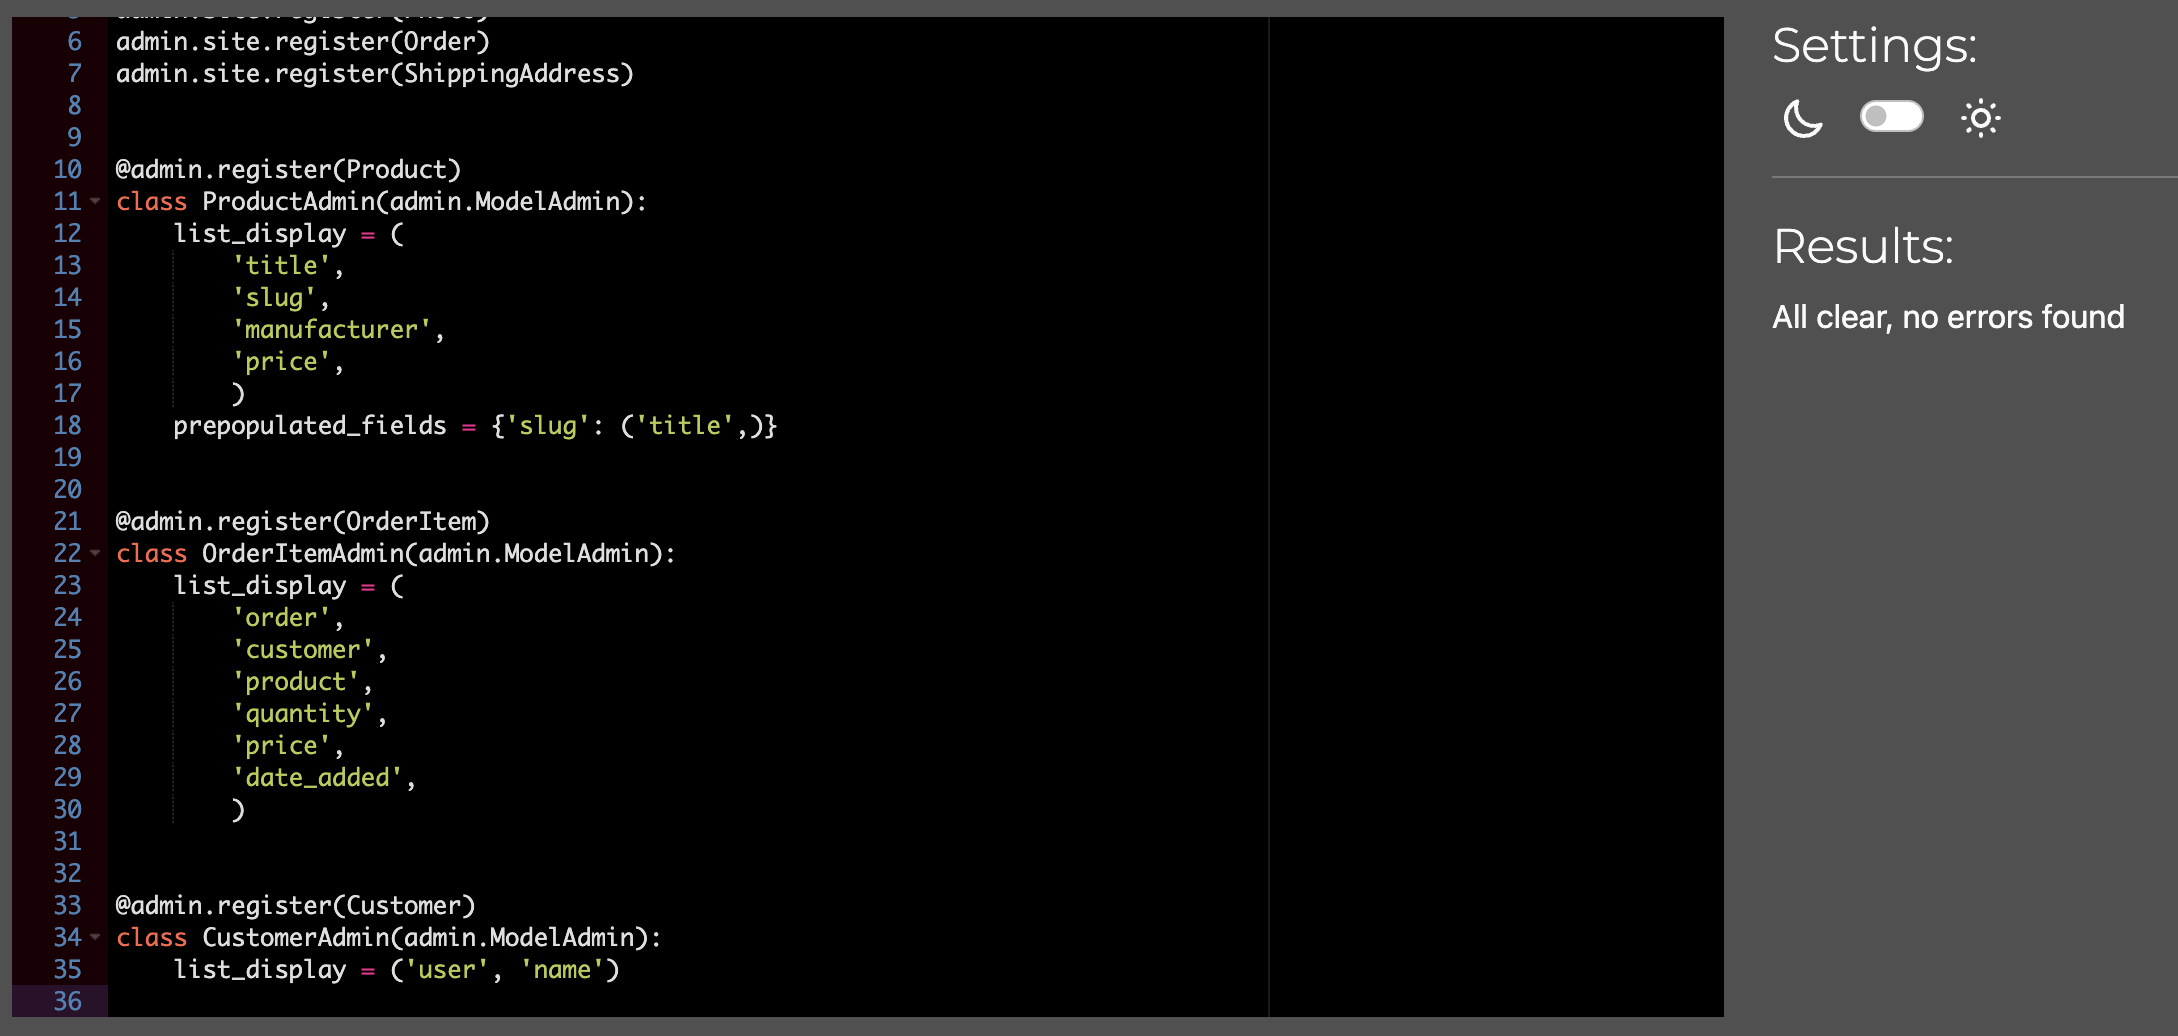 6 admin.site.register(Order)
7 admin.site.register(ShippingAddress)
8
9
10 @admin.register(Product)
11 class ProductAdmin(admin.ModelAdmin):
12     list_display = (
13         'title',
14         'slug',
15         'manufacturer',
16         'price',
17         )
18     prepopulated_fields = {'slug': ('title',)}
19
20
21 @admin.register(OrderItem)
22 class OrderItemAdmin(admin.ModelAdmin):
23     list_display = (
24         'order',
25         'customer',
26         'product',
27         'quantity',
28         'price',
29         'date_added',
30         )
31
32
33 @admin.register(Customer)
34 class CustomerAdmin(admin.ModelAdmin):
35     list_display = ('user', 'name')
36
Settings:
Results:
All clear, no errors found